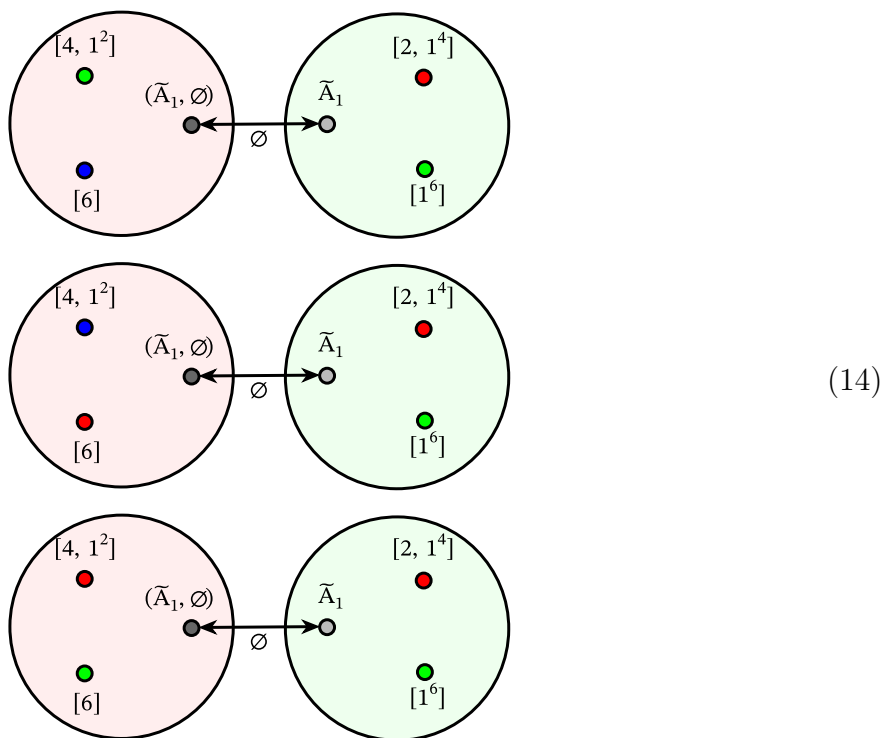 [4, 1²] [2, 1⁴]
(Ã₁, ∅) Ã₁
∅
[6] [1⁶]
[4, 1²] [2, 1⁴]
(Ã₁, ∅) Ã₁
∅ (14)
[6] [1⁶]
[4, 1²] [2, 1⁴]
(Ã₁, ∅) Ã₁
∅
[6] [1⁶]